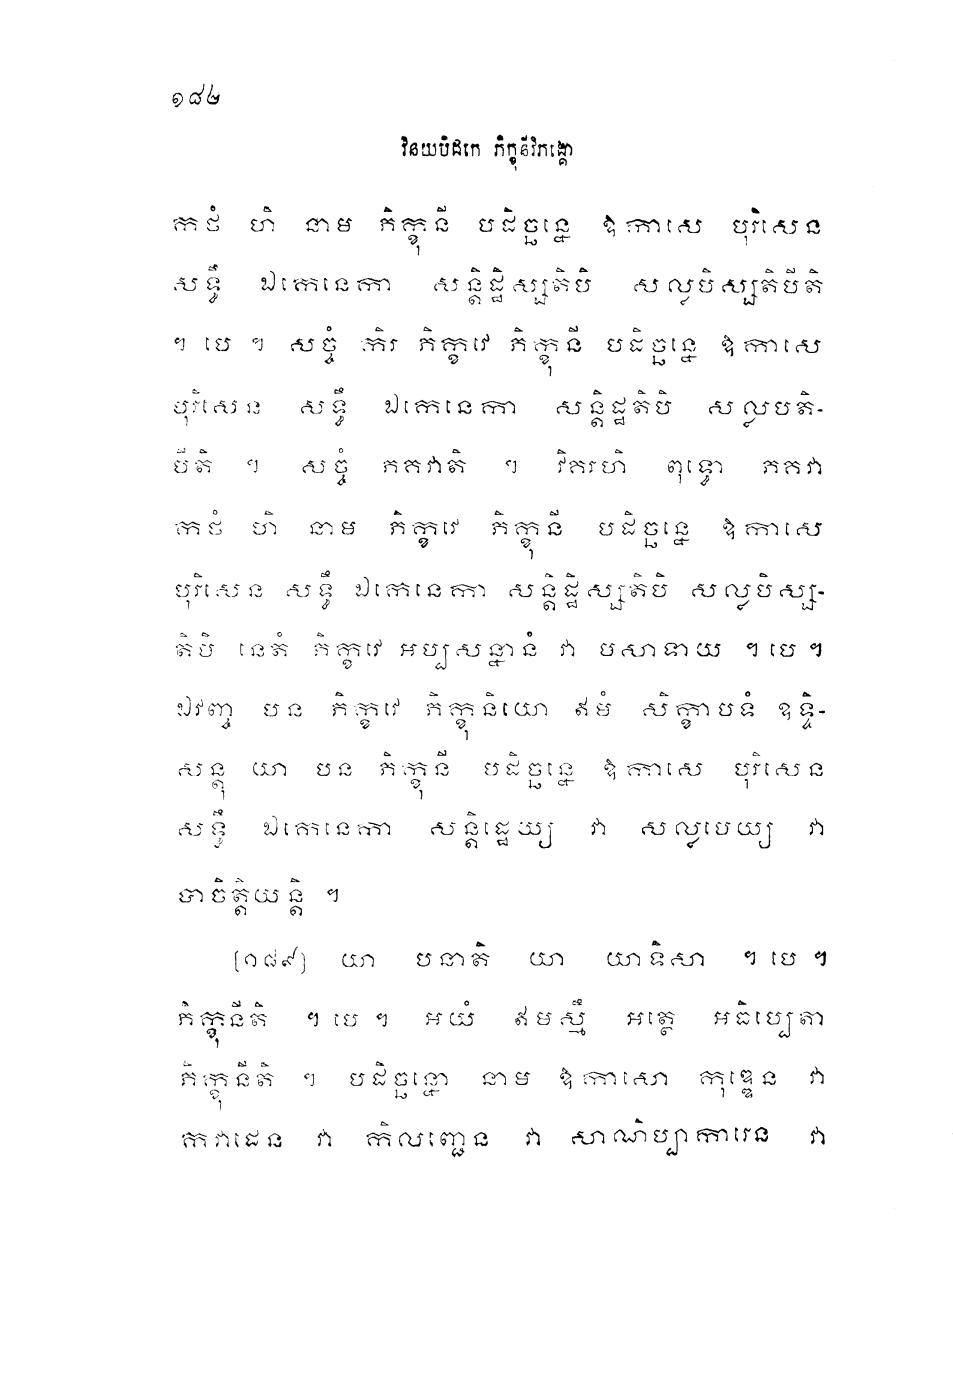 ១៨២
វិនយបិដកេ ភិក្ខុនីវិភង្គោ
កថំ ហិ នាម ភិក្ខុនី បដិច្ឆន្នេ ឱកាសេ បុរិសេន
សទ្ធឹ ឯកេនេកា សន្តិដ្ឋិស្សតិបិ សល្លបិស្សតិបីតិ
។ បេ ។ សច្ចំ កិរ ភិក្ខវេ ភិក្ខុនី បដិច្ឆន្នេ ឱកាសេ
បុរិសេន សទ្ធឹ ឯកេនេកា សន្តិដ្ឋតិបិ សល្លបតិ-
បីតិ ។ សច្ចំ ភគវាតិ ។ វិគរហិ ពុទ្ធោ ភគវា
កថំ ហិ នាម ភិក្ខវេ ភិក្ខុនី បដិច្ឆន្នេ ឱកាសេ
បុរិសេន សទ្ធឹ ឯកេនេកា សន្តិដ្ឋិស្សតិបិ សល្លបិស្ស-
តិបិ នេតំ ភិក្ខវេ អប្បសន្នានំ វា បសាទាយ ។ បេ ។
ឯវញ្ច បន ភិក្ខវេ ភិក្ខុនិយោ ឥមំ សិក្ខាបទំ ឧទ្ទិ-
សន្តុ យា បន ភិក្ខុនី បដិច្ឆន្នេ ឱកាសេ បុរិសេន
សទ្ធឹ ឯកេនេកា សន្តិដ្ឋេយ្យ វា សល្លបេយ្យ វា
បាចិត្តិយន្តិ ។
[១៨៩] យា បនាតិ យា យាទិសា ។ បេ ។
ភិក្ខុនីតិ ។ បេ ។ អយំ ឥមស្មឹ អត្ថេ អធិប្បេតា
ភិក្ខុនីតិ ។ បដិច្ឆន្នោ នាម ឱកាសោ កុឌ្ឌេន វា
កវាដេន វា កិលញ្ជេន វា សាណិប្បាការេន វា